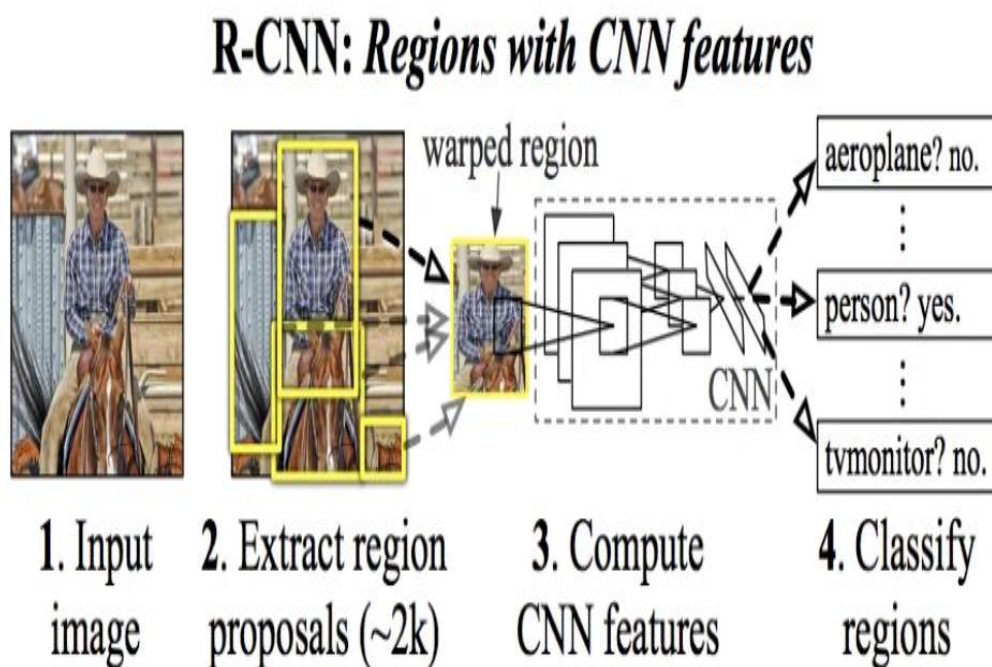 R-CNN: Regions with CNN features
warped region
aeroplane? no.
person? yes.
CNN
tvmonitor? no.
1. Input
image
2. Extract region
proposals (~2k)
3. Compute
CNN features
4. Classify
regions